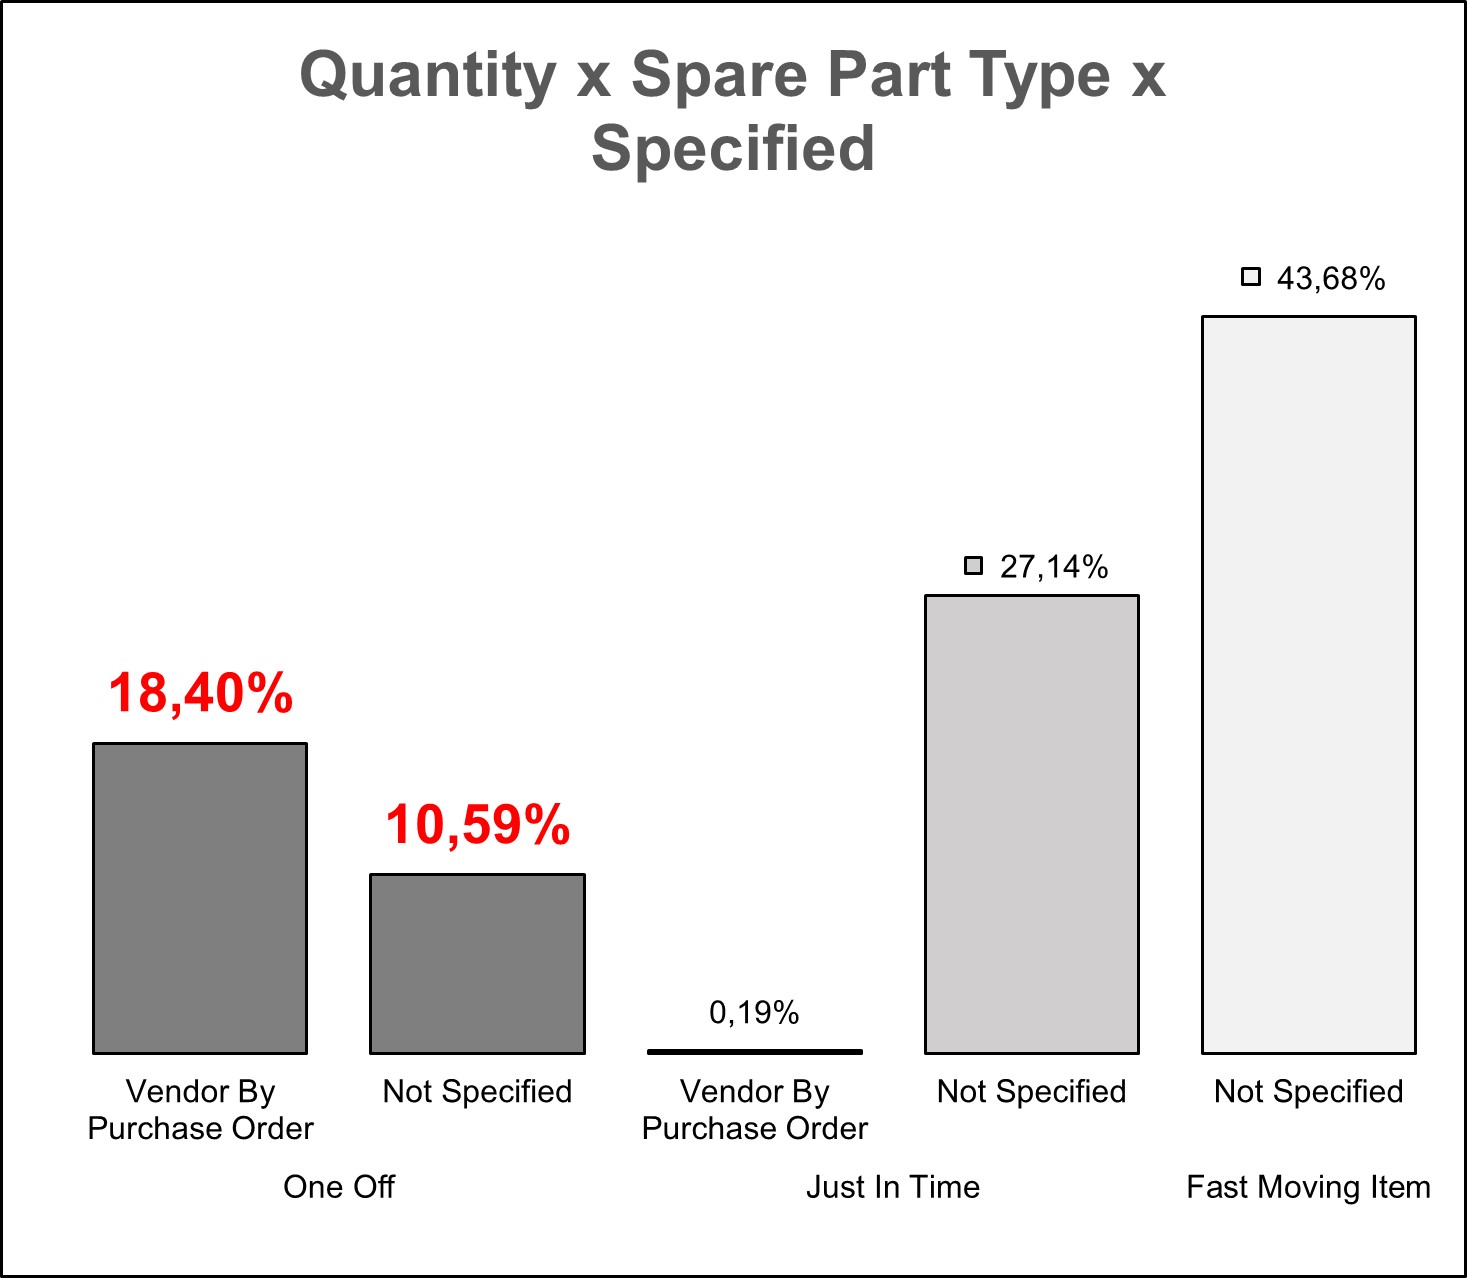 Quantity x Spare Part Type x
Specified
43,68%
27,14%
18,40%
10,59%
0,19%
Vendor By
Purchase Order
Not Specified
Vendor By
Purchase Order
Not Specified
Not Specified
One Off
Just In Time
Fast Moving Item